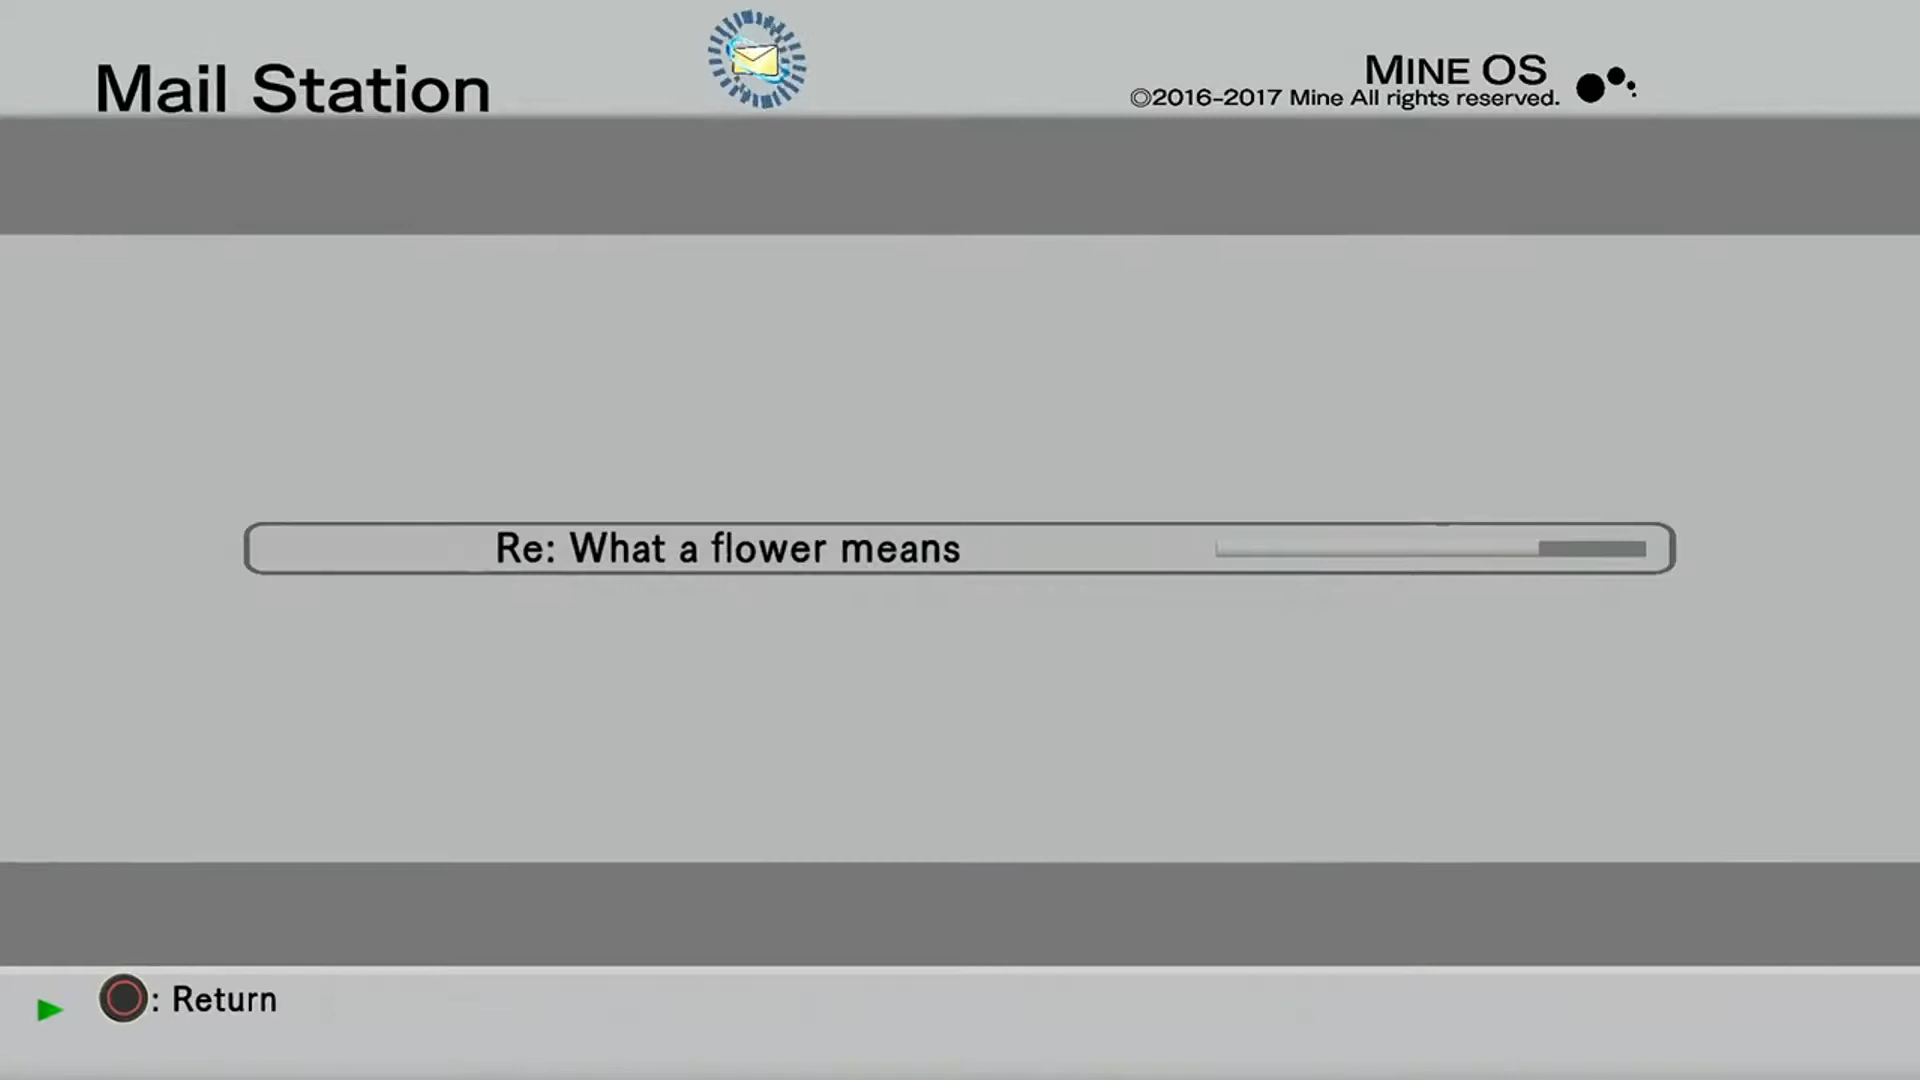 Mail Station
MINE OS
©2016-2017 Mine All rights reserved.
Re: What a flower means
: Return